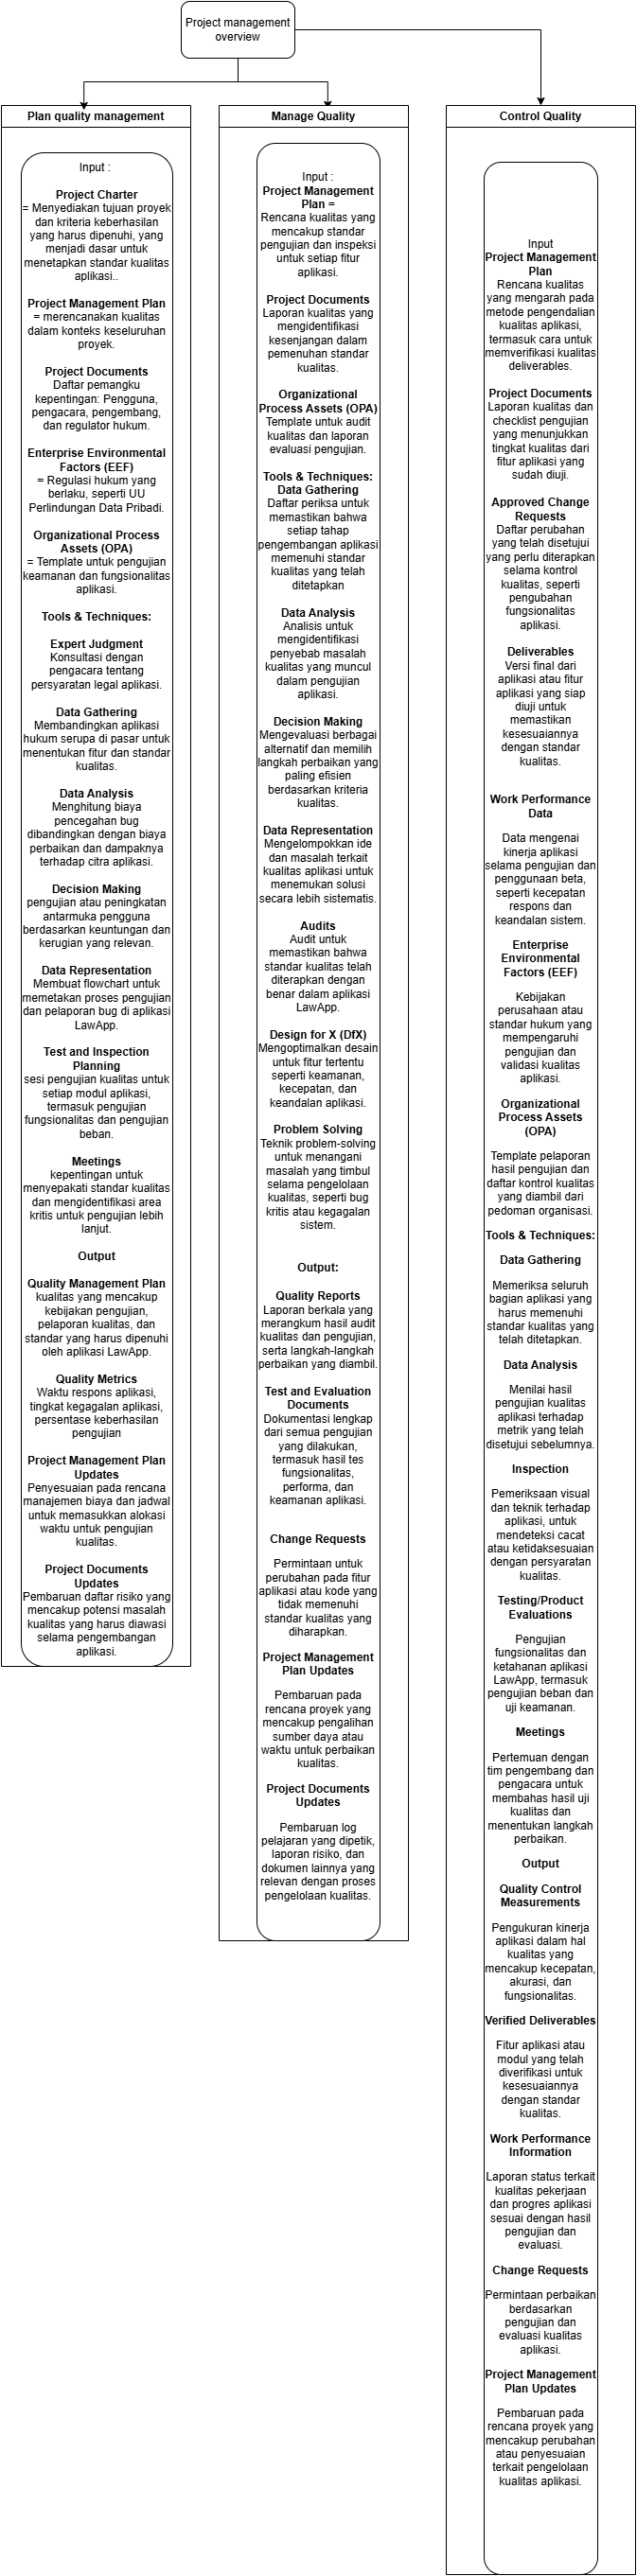 Project management
overview
Plan quality management
Input :
Project Charter
= Menyediakan tujuan proyek
dan kriteria keberhasilan
yang harus dipenuhi, yang
menjadi dasar untuk
menetapkan standar kualitas
aplikasi..
Project Management Plan
= merencanakan kualitas
dalam konteks keseluruhan
proyek.
Project Documents
Daftar pemangku
kepentingan: Pengguna,
pengacara, pengembang,
dan regulator hukum.
Enterprise Environmental
Factors (EEF)
= Regulasi hukum yang
berlaku, seperti UU
Perlindungan Data Pribadi.
Organizational Process
Assets (OPA)
= Template untuk pengujian
keamanan dan fungsionalitas
aplikasi.
Tools & Techniques:
Expert Judgment
Konsultasi dengan
pengacara tentang
persyaratan legal aplikasi.
Data Gathering
Membandingkan aplikasi
hukum serupa di pasar untuk
menentukan fitur dan standar
kualitas.
Data Analysis
Menghitung biaya
pencegahan bug
dibandingkan dengan biaya
perbaikan dan dampaknya
terhadap citra aplikasi.
Decision Making
pengujian atau peningkatan
antarmuka pengguna
berdasarkan keuntungan dan
kerugian yang relevan.
Data Representation
Membuat flowchart untuk
memetakan proses pengujian
dan pelaporan bug di aplikasi
LawApp.
Test and Inspection
Planning
sesi pengujian kualitas untuk
setiap modul aplikasi,
termasuk pengujian
fungsionalitas dan pengujian
beban.
Meetings
kepentingan untuk
menyepakati standar kualitas
dan mengidentifikasi area
kritis untuk pengujian lebih
lanjut.
Output
Quality Management Plan
kualitas yang mencakup
kebijakan pengujian,
pelaporan kualitas, dan
standar yang harus dipenuhi
oleh aplikasi LawApp.
Quality Metrics
Waktu respons aplikasi,
tingkat kegagalan aplikasi,
persentase keberhasilan
pengujian
Project Management Plan
Updates
Penyesuaian pada rencana
manajemen biaya dan jadwal
untuk memasukkan alokasi
waktu untuk pengujian
kualitas.
Project Documents
Updates
Pembaruan daftar risiko yang
mencakup potensi masalah
kualitas yang harus diawasi
selama pengembangan
aplikasi.
Manage Quality
Input :
Project Management
Plan =
Rencana kualitas yang
mencakup standar
pengujian dan inspeksi
untuk setiap fitur
aplikasi.
Project Documents
Laporan kualitas yang
mengidentifikasi
kesenjangan dalam
pemenuhan standar
kualitas.
Organizational
Process Assets (OPA)
Template untuk audit
kualitas dan laporan
evaluasi pengujian.
Tools & Techniques:
Data Gathering
Daftar periksa untuk
memastikan bahwa
setiap tahap
pengembangan aplikasi
memenuhi standar
kualitas yang telah
ditetapkan
Data Analysis
Analisis untuk
mengidentifikasi
penyebab masalah
kualitas yang muncul
dalam pengujian
aplikasi.
Decision Making
Mengevaluasi berbagai
alternatif dan memilih
langkah perbaikan yang
paling efisien
berdasarkan kriteria
kualitas.
Data Representation
Mengelompokkan ide
dan masalah terkait
kualitas aplikasi untuk
menemukan solusi
secara lebih sistematis.
Audits
Audit untuk
memastikan bahwa
standar kualitas telah
diterapkan dengan
benar dalam aplikasi
LawApp.
Design for X (DfX)
Mengoptimalkan desain
untuk fitur tertentu
seperti keamanan,
kecepatan, dan
keandalan aplikasi.
Problem Solving
Teknik problem-solving
untuk menangani
masalah yang timbul
selama pengelolaan
kualitas, seperti bug
kritis atau kegagalan
sistem.
Output:
Quality Reports
Laporan berkala yang
merangkum hasil audit
kualitas dan pengujian,
serta langkah-langkah
perbaikan yang diambil.
Test and Evaluation
Documents
Dokumentasi lengkap
dari semua pengujian
yang dilakukan,
termasuk hasil tes
fungsionalitas,
performa, dan
keamanan aplikasi.
Change Requests
Permintaan untuk
perubahan pada fitur
aplikasi atau kode yang
tidak memenuhi
standar kualitas yang
diharapkan.
Project Management
Plan Updates
Pembaruan pada
rencana proyek yang
mencakup pengalihan
sumber daya atau
waktu untuk perbaikan
kualitas.
Project Documents
Updates
Pembaruan log
pelajaran yang dipetik,
laporan risiko, dan
dokumen lainnya yang
relevan dengan proses
pengelolaan kualitas.
Control Quality
Input
Project Management
Plan
Rencana kualitas
yang mengarah pada
metode pengendalian
kualitas aplikasi,
termasuk cara untuk
memverifikasi kualitas
deliverables.
Project Documents
Laporan kualitas dan
checklist pengujian
yang menunjukkan
tingkat kualitas dari
fitur aplikasi yang
sudah diuji.
Approved Change
Requests
Daftar perubahan
yang telah disetujui
yang perlu diterapkan
selama kontrol
kualitas, seperti
pengubahan
fungsionalitas
aplikasi.
Deliverables
Versi final dari
aplikasi atau fitur
aplikasi yang siap
diuji untuk
memastikan
kesesuaiannya
dengan standar
kualitas.
Work Performance
Data
Data mengenai
kinerja aplikasi
selama pengujian dan
penggunaan beta,
seperti kecepatan
respons dan
keandalan sistem.
Enterprise
Environmental
Factors (EEF)
Kebijakan
perusahaan atau
standar hukum yang
mempengaruhi
pengujian dan
validasi kualitas
aplikasi.
Organizational
Process Assets
(OPA)
Template pelaporan
hasil pengujian dan
daftar kontrol kualitas
yang diambil dari
pedoman organisasi.
Tools & Techniques:
Data Gathering
Memeriksa seluruh
bagian aplikasi yang
harus memenuhi
standar kualitas yang
telah ditetapkan.
Data Analysis
Menilai hasil
pengujian kualitas
aplikasi terhadap
metrik yang telah
disetujui sebelumnya.
Inspection
Pemeriksaan visual
dan teknik terhadap
aplikasi, untuk
mendeteksi cacat
atau ketidaksesuaian
dengan persyaratan
kualitas.
Testing/Product
Evaluations
Pengujian
fungsionalitas dan
ketahanan aplikasi
LawApp, termasuk
pengujian beban dan
uji keamanan.
Meetings
Pertemuan dengan
tim pengembang dan
pengacara untuk
membahas hasil uji
kualitas dan
menentukan langkah
perbaikan.
Output
Quality Control
Measurements
Pengukuran kinerja
aplikasi dalam hal
kualitas yang
mencakup kecepatan,
akurasi, dan
fungsionalitas.
Verified Deliverables
Fitur aplikasi atau
modul yang telah
diverifikasi untuk
kesesuaiannya
dengan standar
kualitas.
Work Performance
Information
Laporan status terkait
kualitas pekerjaan
dan progres aplikasi
sesuai dengan hasil
pengujian dan
evaluasi.
Change Requests
Permintaan perbaikan
berdasarkan
pengujian dan
evaluasi kualitas
aplikasi.
Project Management
Plan Updates
Pembaruan pada
rencana proyek yang
mencakup perubahan
atau penyesuaian
terkait pengelolaan
kualitas aplikasi.